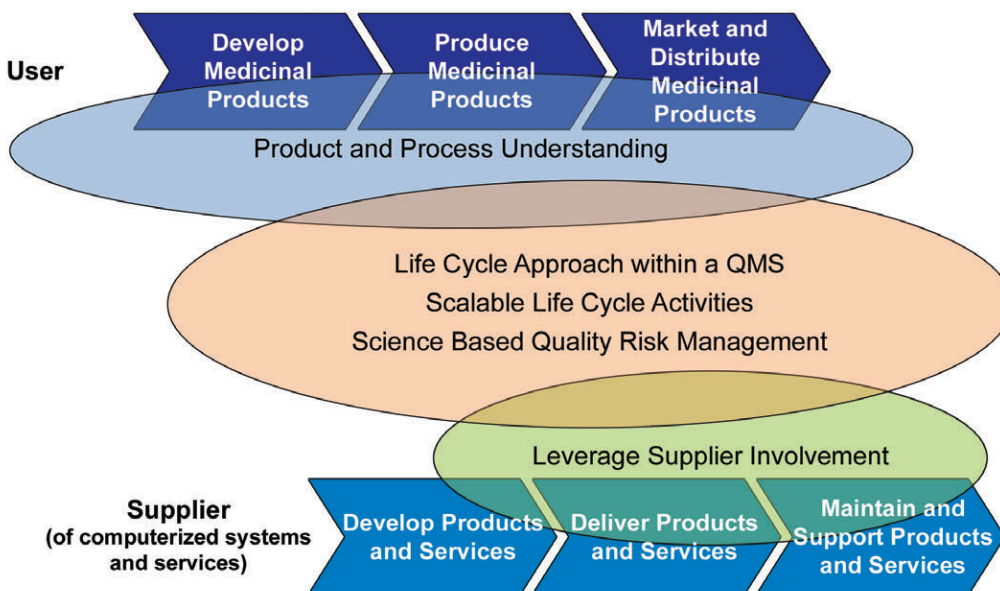 User
Develop
Medicinal
Products
Produce
Medicinal
Products
Market and
Distribute
Medicinal
Products
Product and Process Understanding
Life Cycle Approach within a QMS
Scalable Life Cycle Activities
Science Based Quality Risk Management
Leverage Supplier Involvement
Supplier
(of computerized systems
and services)
Develop Products
and Services
Deliver Products
and Services
Maintain and
Support Products
and Services